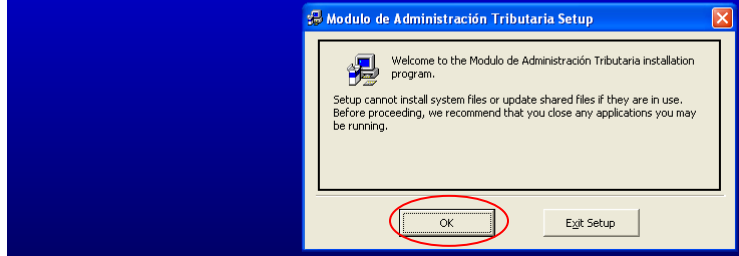 Modulo de Administración Tributaria Setup
Welcome to the Modulo de Administración Tributaria installation
program.
Setup cannot install system files or update shared files if they are in use.
Before proceeding, we recommend that you close any applications you may
be running.
OK
Exit Setup